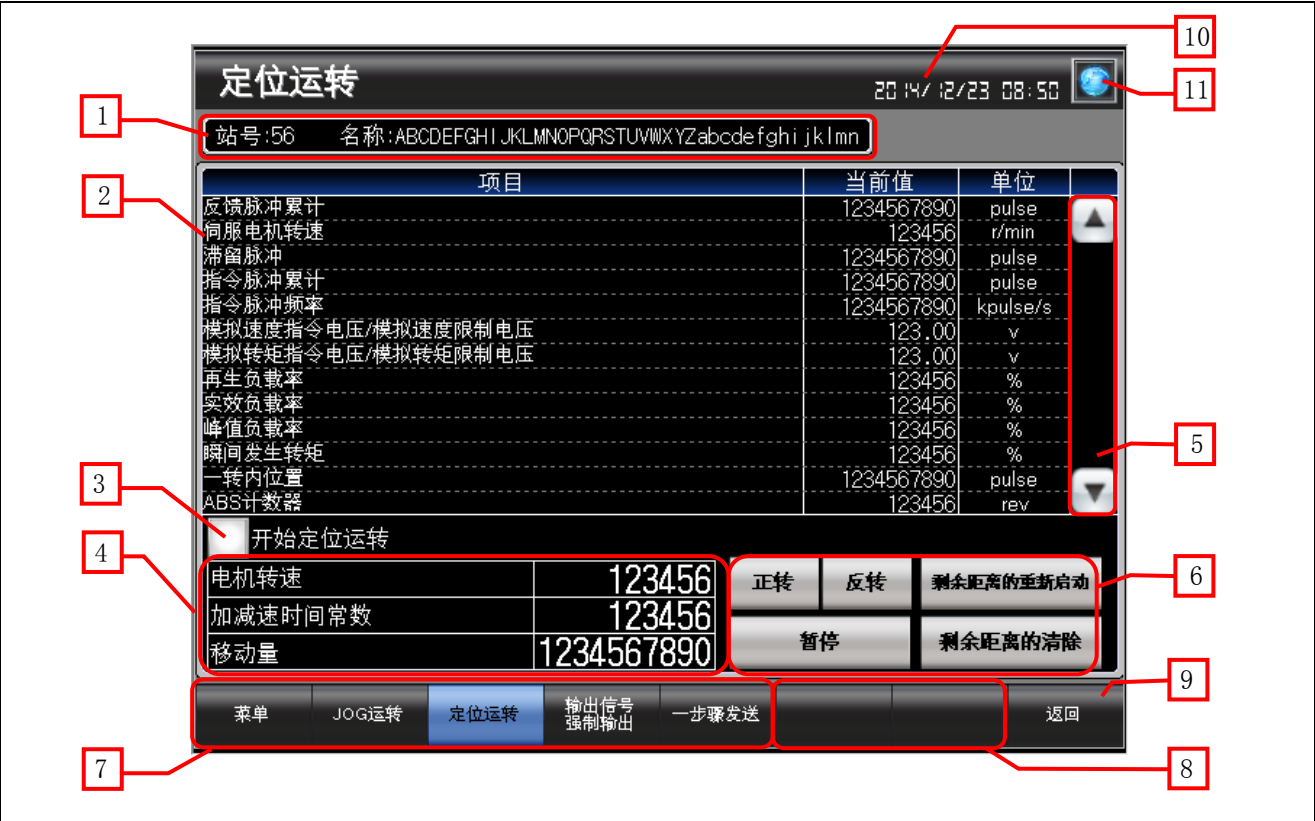 10
定位运转
2014/12/23 08:50
11
1
站号:56 名称:ABCDEFGHIJKLMNOPQRSTUVWXYZabcdefghijklmn
2
项目 当前值 单位
反馈脉冲累计 1234567890 pulse
伺服电机转速 123456 r/min
滞留脉冲 1234567890 pulse
指令脉冲累计 1234567890 pulse
指令脉冲频率 1234567890 kpulse/s
模拟速度指令电压/模拟速度限制电压 123.00 v
模拟转矩指令电压/模拟转矩限制电压 123.00 v
再生负载率 123456 %
实效负载率 123456 %
峰值负载率 123456 %
瞬间发生转矩 123456 %
一转内位置 1234567890 pulse
ABS计数器 123456 rev
5
3
开始定位运转
4
电机转速 123456
加减速时间常数 123456
移动量 1234567890
正转 反转 剩余距离的重新启动
暂停 剩余距离的清除
6
9
菜单 JOG运转 定位运转 输出信号 强制输出 一步骤发送 返回
7
8